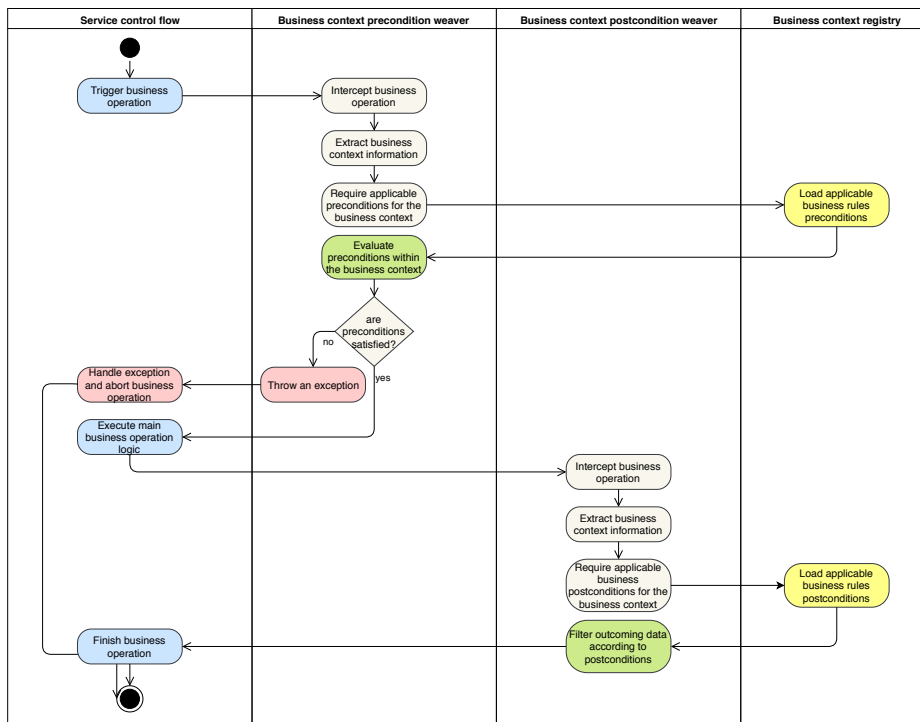 Service control flow
Business context precondition weaver
Business context postcondition weaver
Business context registry
Trigger business
operation
Intercept business
operation
Extract business
context information
Require applicable
preconditions for the
business context
Load applicable
business rules
preconditions
Evaluate
preconditions within
the business context
are
preconditions
satisfied?
no
yes
Handle exception
and abort business
operation
Throw an exception
Execute main
business operation
logic
Intercept business
operation
Extract business
context information
Require applicable
business
postconditions for the
business context
Load applicable
business rules
postconditions
Finish business
operation
Filter outcoming data
according to
postconditions